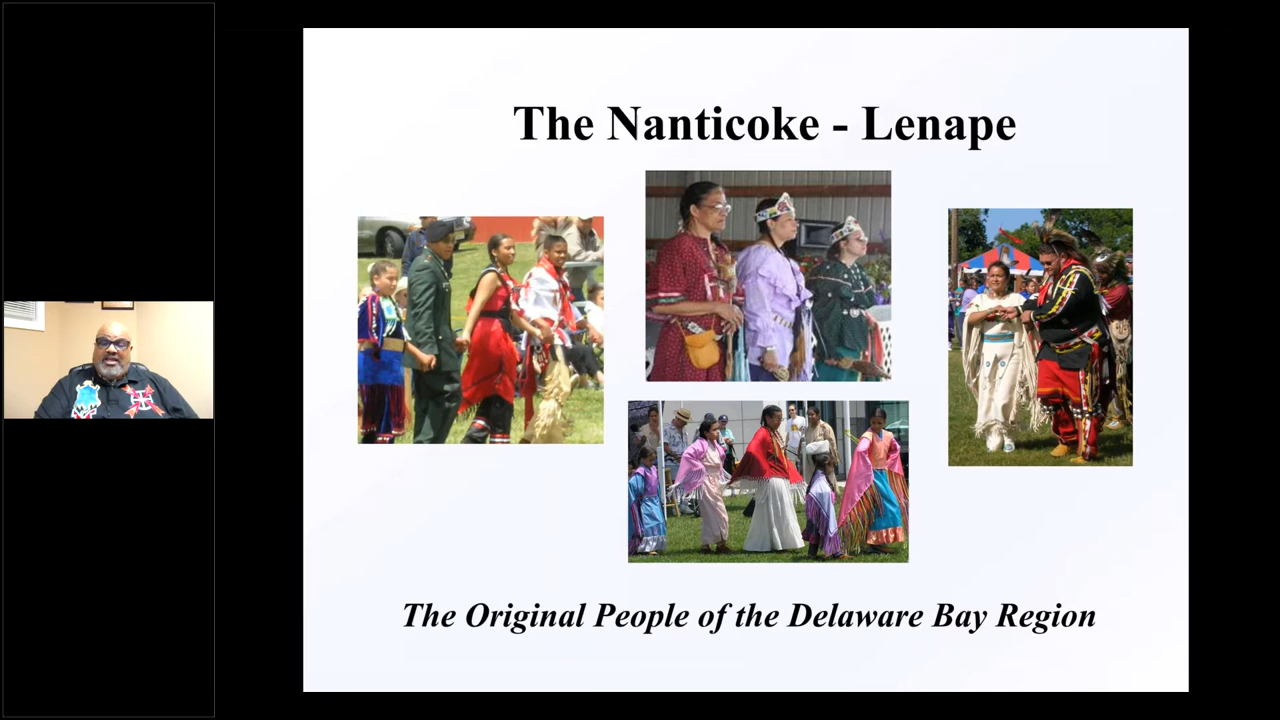 The Nanticoke - Lenape
The Original People of the Delaware Bay Region